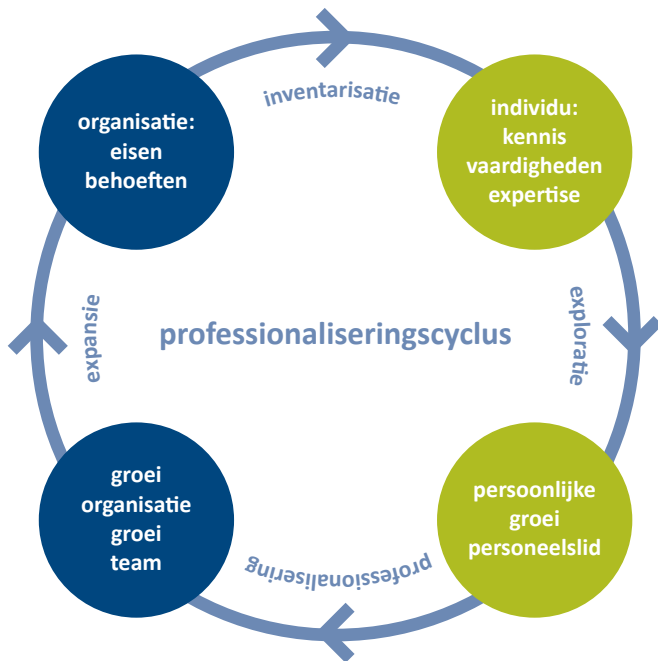 inventarisatie
organisatie:
eisen
behoeften
individu:
kennis
vaardigheden
expertise
expansie
professionaliseringscyclus
exploratie
groei
organisatie
groei
team
persoonlijke
groei
personeelslid
professionalisering